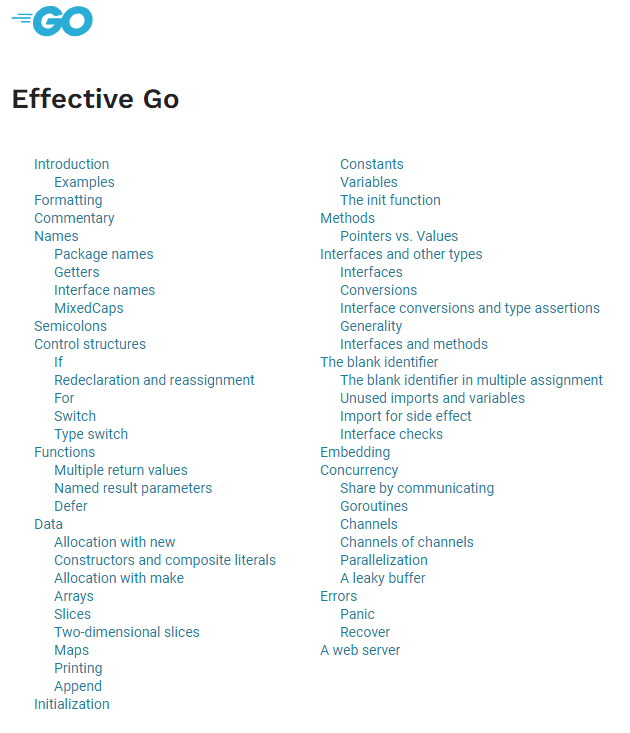 GO
Effective Go
Introduction
Examples
Formatting
Commentary
Names
Package names
Getters
Interface names
MixedCaps
Semicolons
Control structures
If
Redeclaration and reassignment
For
Switch
Type switch
Functions
Multiple return values
Named result parameters
Defer
Data
Allocation with new
Constructors and composite literals
Allocation with make
Arrays
Slices
Two-dimensional slices
Maps
Printing
Append
Initialization
Constants
Variables
The init function
Methods
Pointers vs. Values
Interfaces and other types
Interfaces
Conversions
Interface conversions and type assertions
Generality
Interfaces and methods
The blank identifier
The blank identifier in multiple assignment
Unused imports and variables
Import for side effect
Interface checks
Embedding
Concurrency
Share by communicating
Goroutines
Channels
Channels of channels
Parallelization
A leaky buffer
Errors
Panic
Recover
A web server